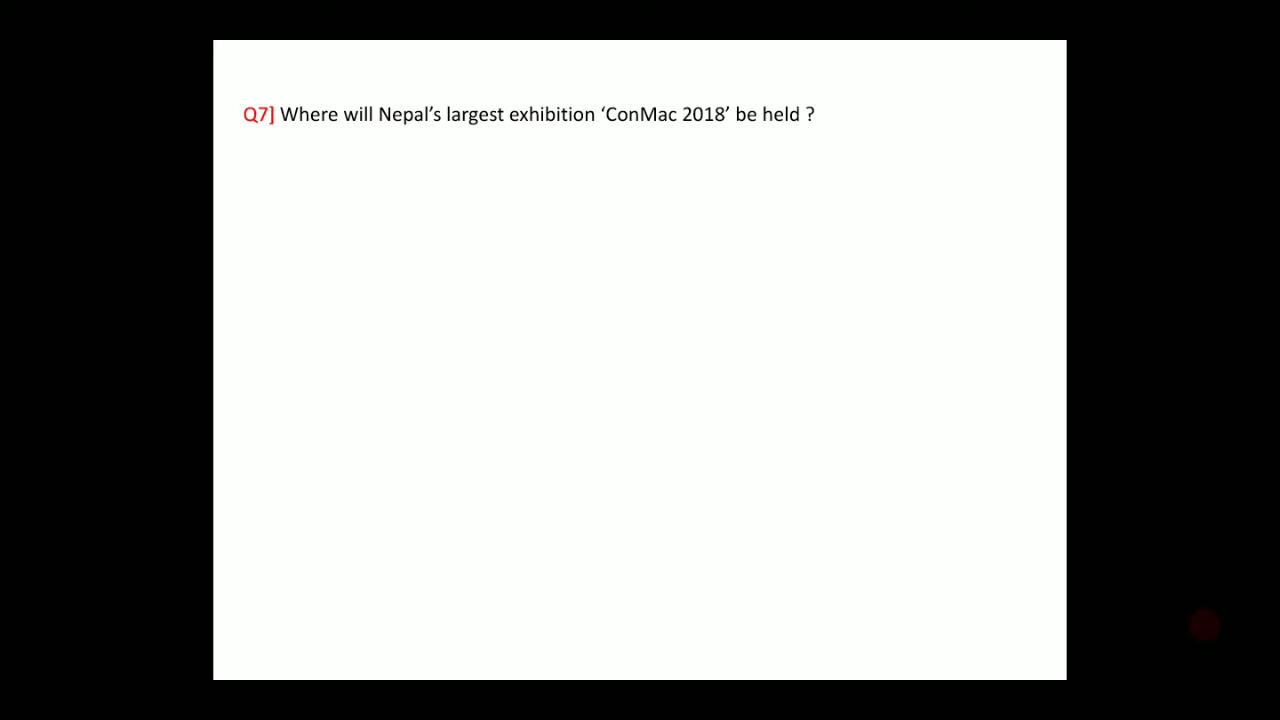 Q7] Where will Nepal’s largest exhibition ‘ConMac 2018’ be held ?